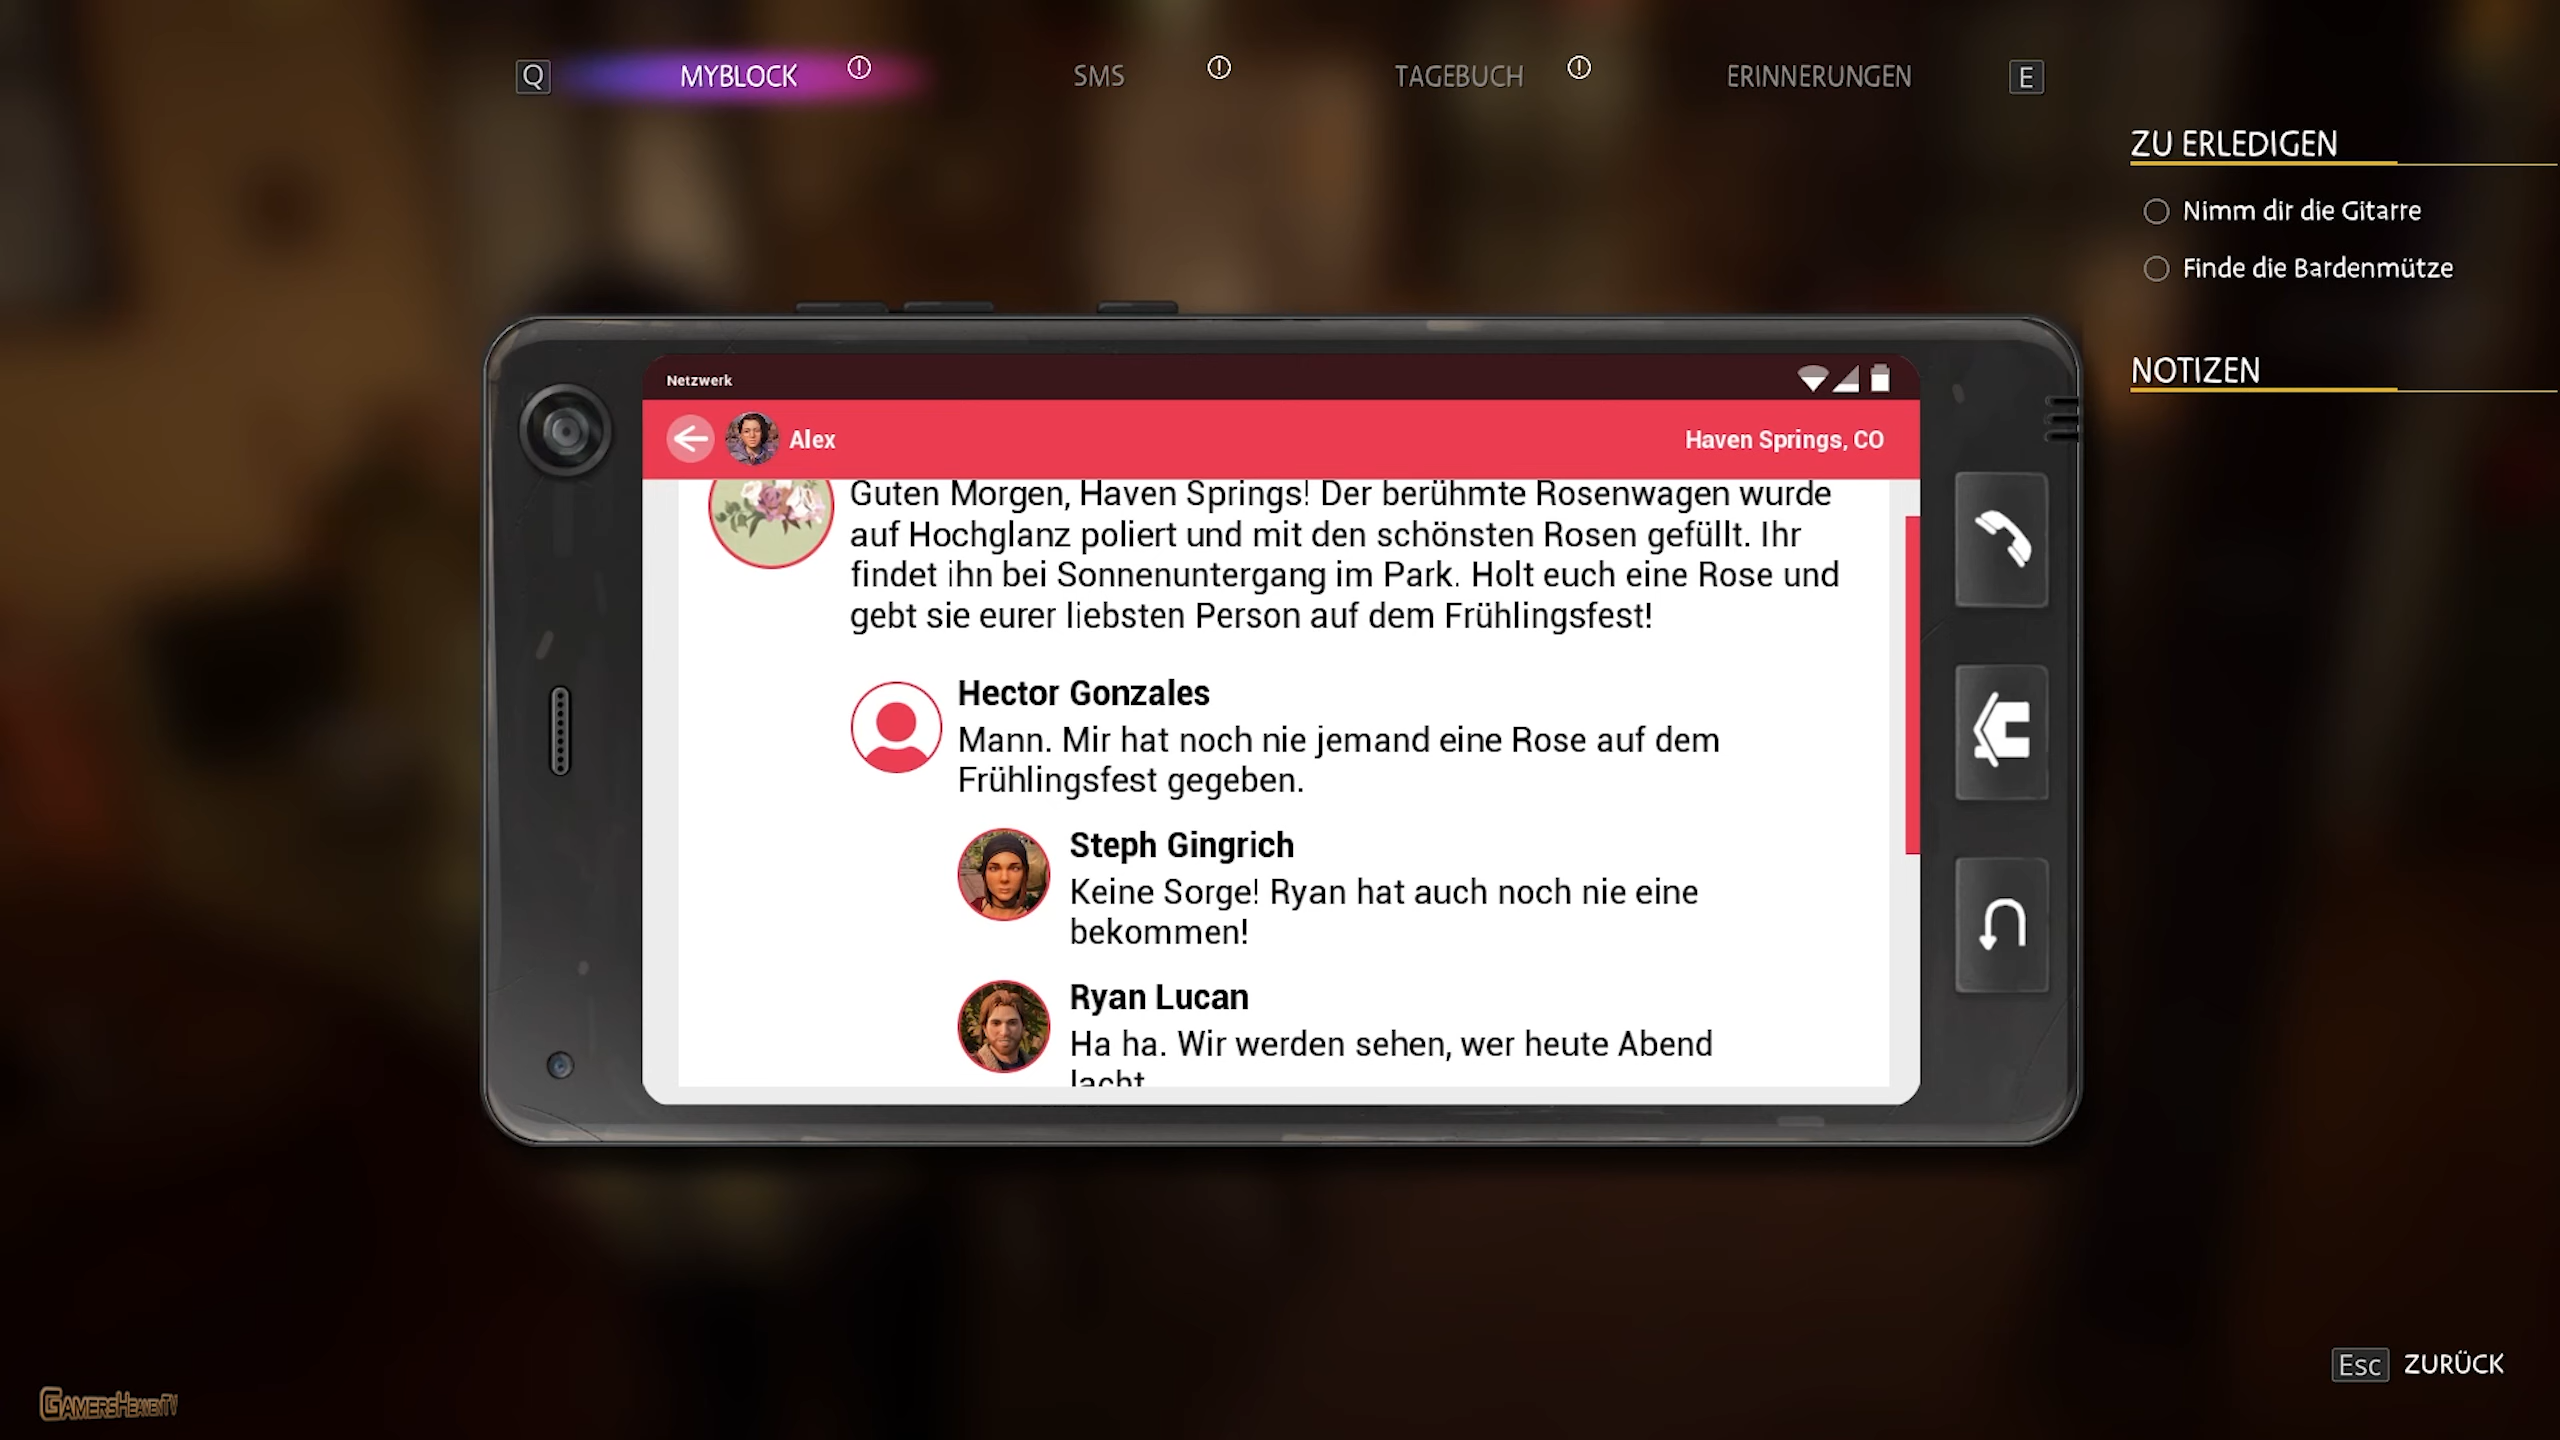 Q
MYBLOCK
SMS
TAGEBUCH
ERINNERUNGEN
E
ZU ERLEDIGEN
Nimm dir die Gitarre
Finde die Bardenmütze
NOTIZEN
Netzwerk
Alex
Haven Springs, CO
Guten Morgen, Haven Springs! Der berühmte Rosenwagen wurde
auf Hochglanz poliert und mit den schönsten Rosen gefüllt. Ihr
findet ihn bei Sonnenuntergang im Park. Holt euch eine Rose und
gebt sie eurer liebsten Person auf dem Frühlingsfest!
Hector Gonzales
Mann. Mir hat noch nie jemand eine Rose auf dem
Frühlingsfest gegeben.
Steph Gingrich
Keine Sorge! Ryan hat auch noch nie eine
bekommen!
Ryan Lucan
Ha ha. Wir werden sehen, wer heute Abend
lacht
Esc ZURÜCK
GAMERSHEAVENTV